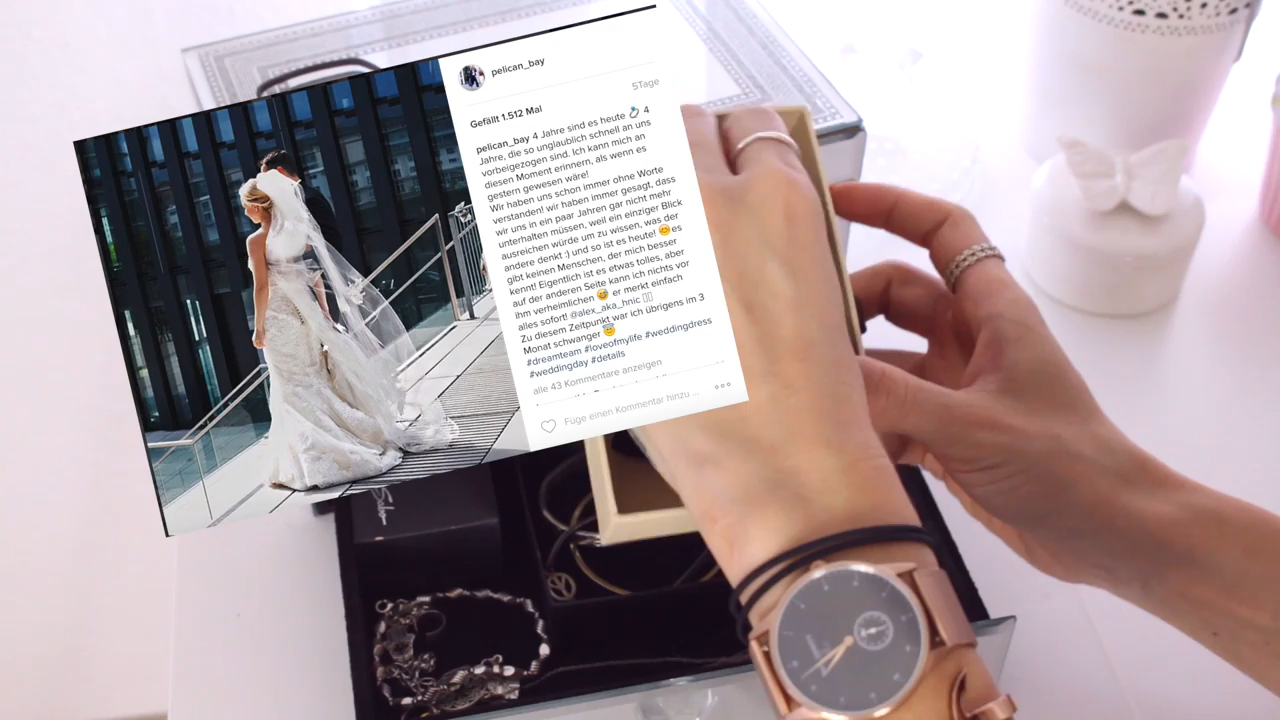 pelican_bay
5Tage
Gefällt 1.512 Mal
pelican_bay 4 Jahre sind es heute 💍 4
Jahre, die so unglaublich schnell an uns
vorbeigezogen sind. Ich kann mich an
diesen Moment erinnern, als wenn es
gestern gewesen wäre!
Wir haben uns schon immer ohne Worte
verstanden! wir haben immer gesagt, dass
wir uns in ein paar Jahren gar nicht mehr
unterhalten müssen, weil ein einziger Blick
ausreichen würde um zu wissen, was der
andere denkt :) und so ist es heute! 😊 es
gibt keinen Menschen, der mich besser
kennt! Eigentlich ist es etwas tolles, aber
auf der anderen Seite kann ich nichts vor
ihm verheimlichen 😅 er merkt einfach
alles sofort! @alex_aka_hnic
Zu diesem Zeitpunkt war ich übrigens im 3
Monat schwanger 😇
#dreamteam #loveofmylife #weddingdress
#weddingday #details
alle 43 Kommentare anzeigen
Füge einen Kommentar hinzu ...
Sabo